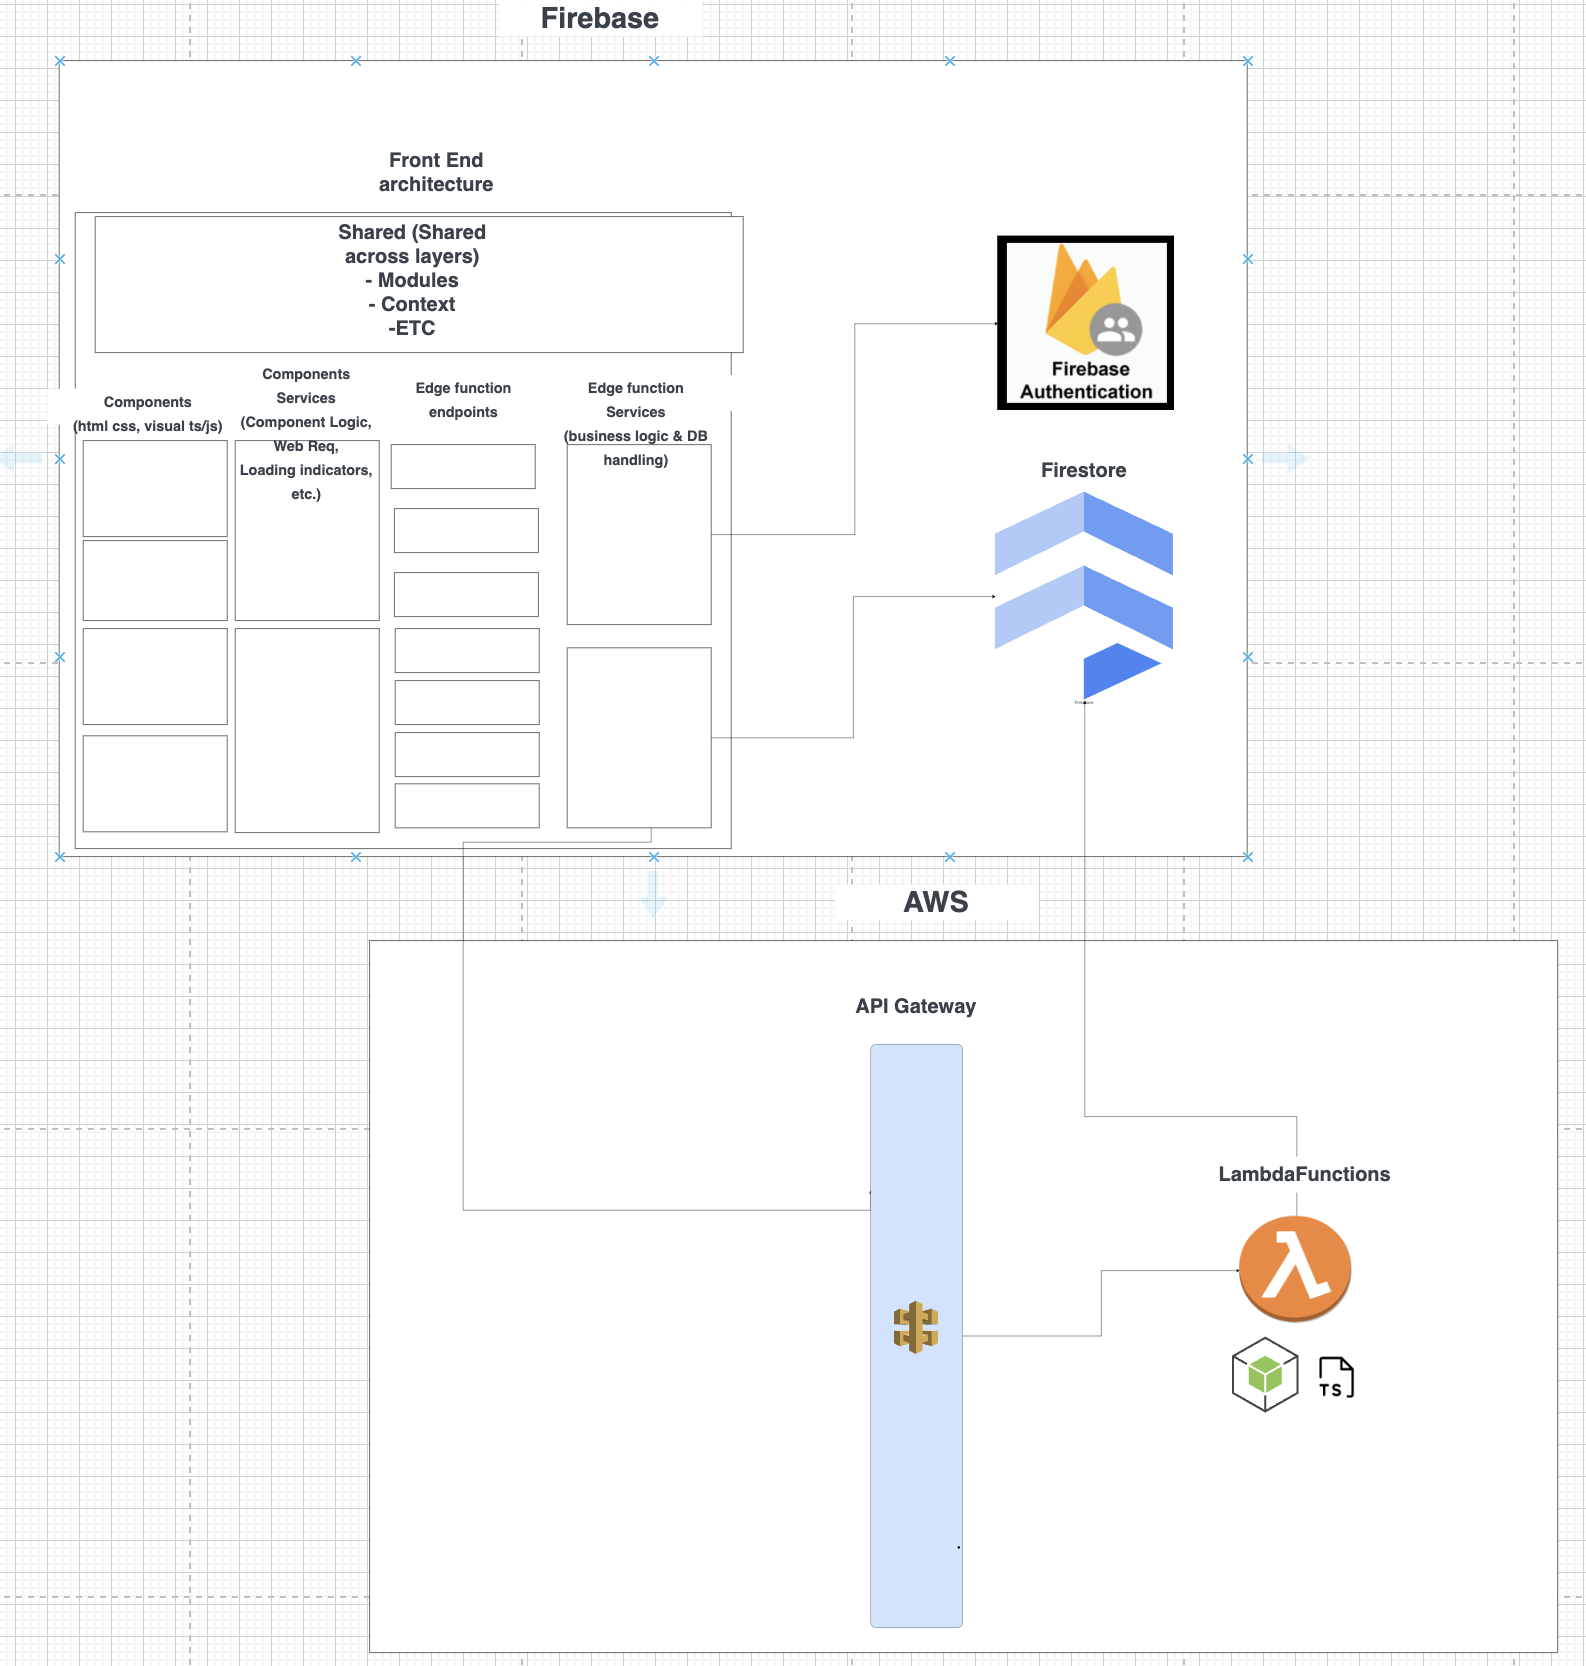 Firebase
Front End
architecture
Shared (Shared
across layers)
- Modules
- Context
-ETC
Components
(html css, visual ts/js)
Components
Services
(Component Logic,
Web Req,
Loading indicators,
etc.)
Edge function
endpoints
Edge function
Services
(business logic & DB
handling)
Firebase
Authentication
Firestore
AWS
API Gateway
LambdaFunctions
TS